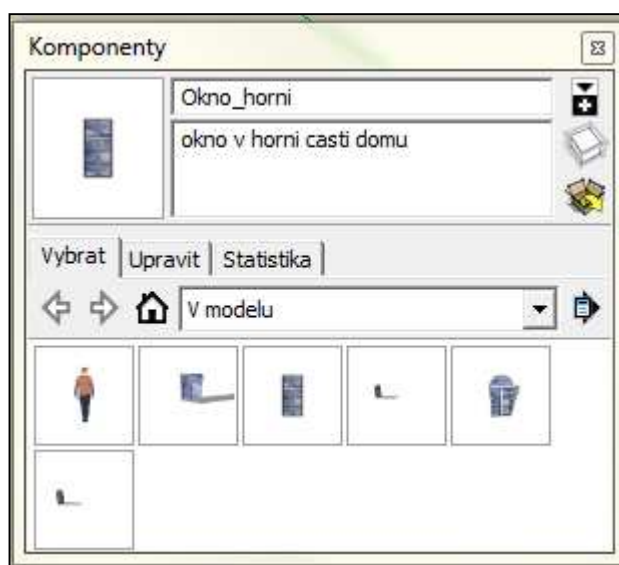 Komponenty
Okno_horni
okno v horni casti domu
Vybrat Upravit Statistika
V modelu